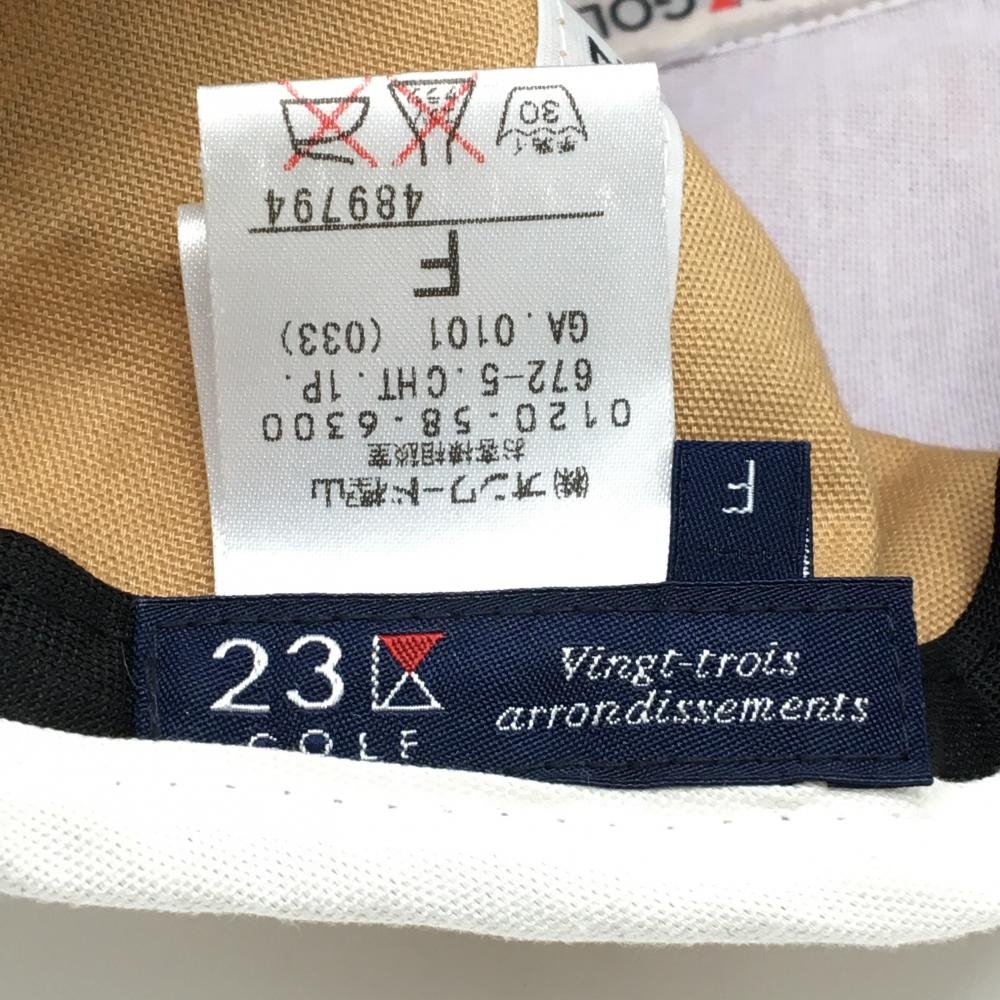 23
GOLF
Vingt-trois
arrondissements
F
(株)オンワード樫山
お客様相談室
0120・58・6300
672-5.CHT.1P.
GA.0101 (033)
F
489794
30
GOL